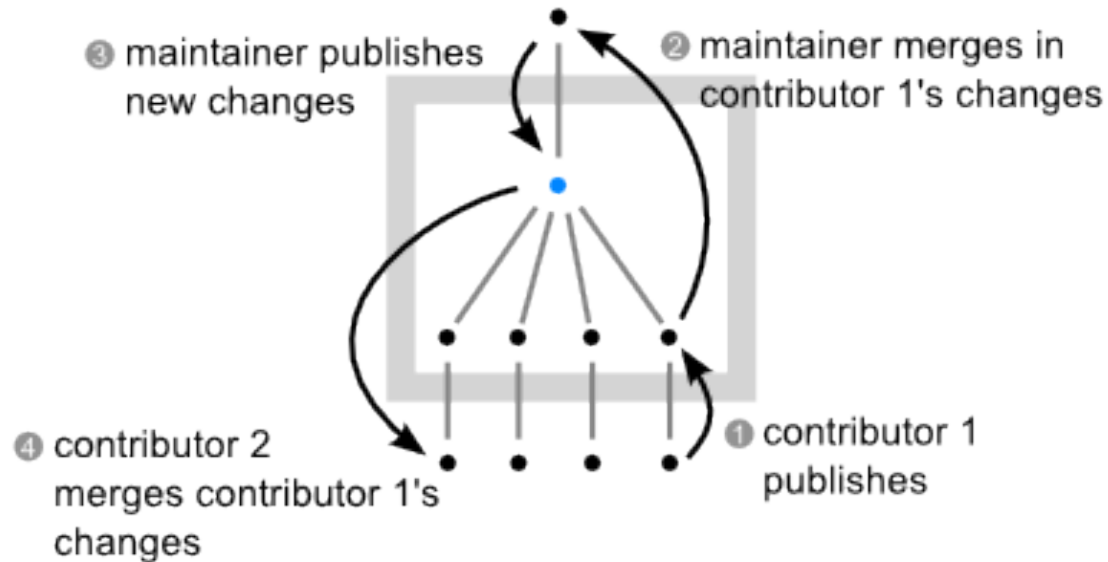 3 maintainer publishes
new changes
2 maintainer merges in
contributor 1's changes
1 contributor 1
publishes
4 contributor 2
merges contributor 1's
changes